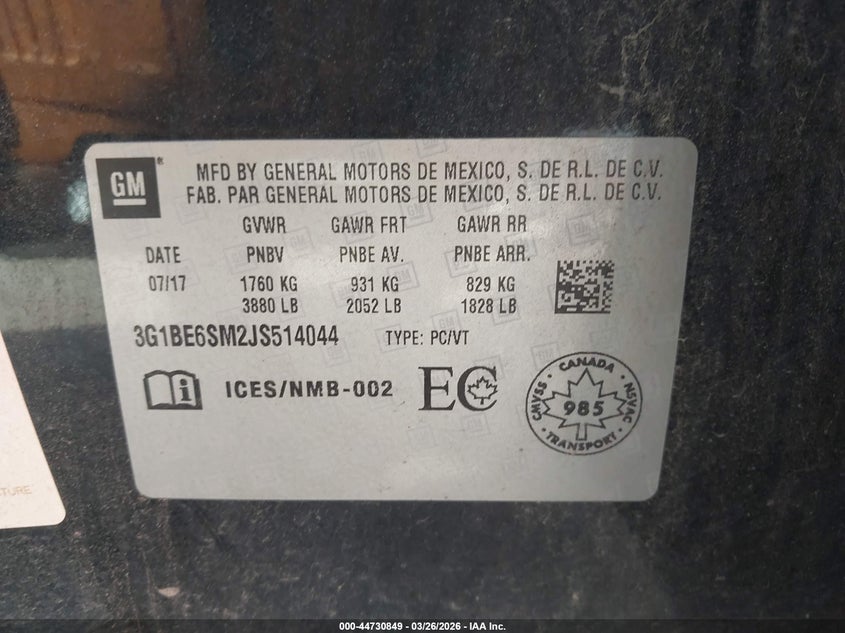 GM
MFD BY GENERAL MOTORS DE MEXICO, S. DE R.L. DE C.V.
FAB. PAR GENERAL MOTORS DE MEXICO, S. DE R.L. DE C.V.
GVWR GAWR FRT GAWR RR
DATE PNBV PNBE AV. PNBE ARR.
07/17 1760 KG 931 KG 829 KG
3880 LB 2052 LB 1828 LB
3G1BE6SM2JS514044 TYPE: PC/VT
i ICES/NMB-002 EC
CANADA
CMVSS 985 NSVAC
TRANSPORT
TURE
000-44730849 - 03/26/2026 - IAA Inc.